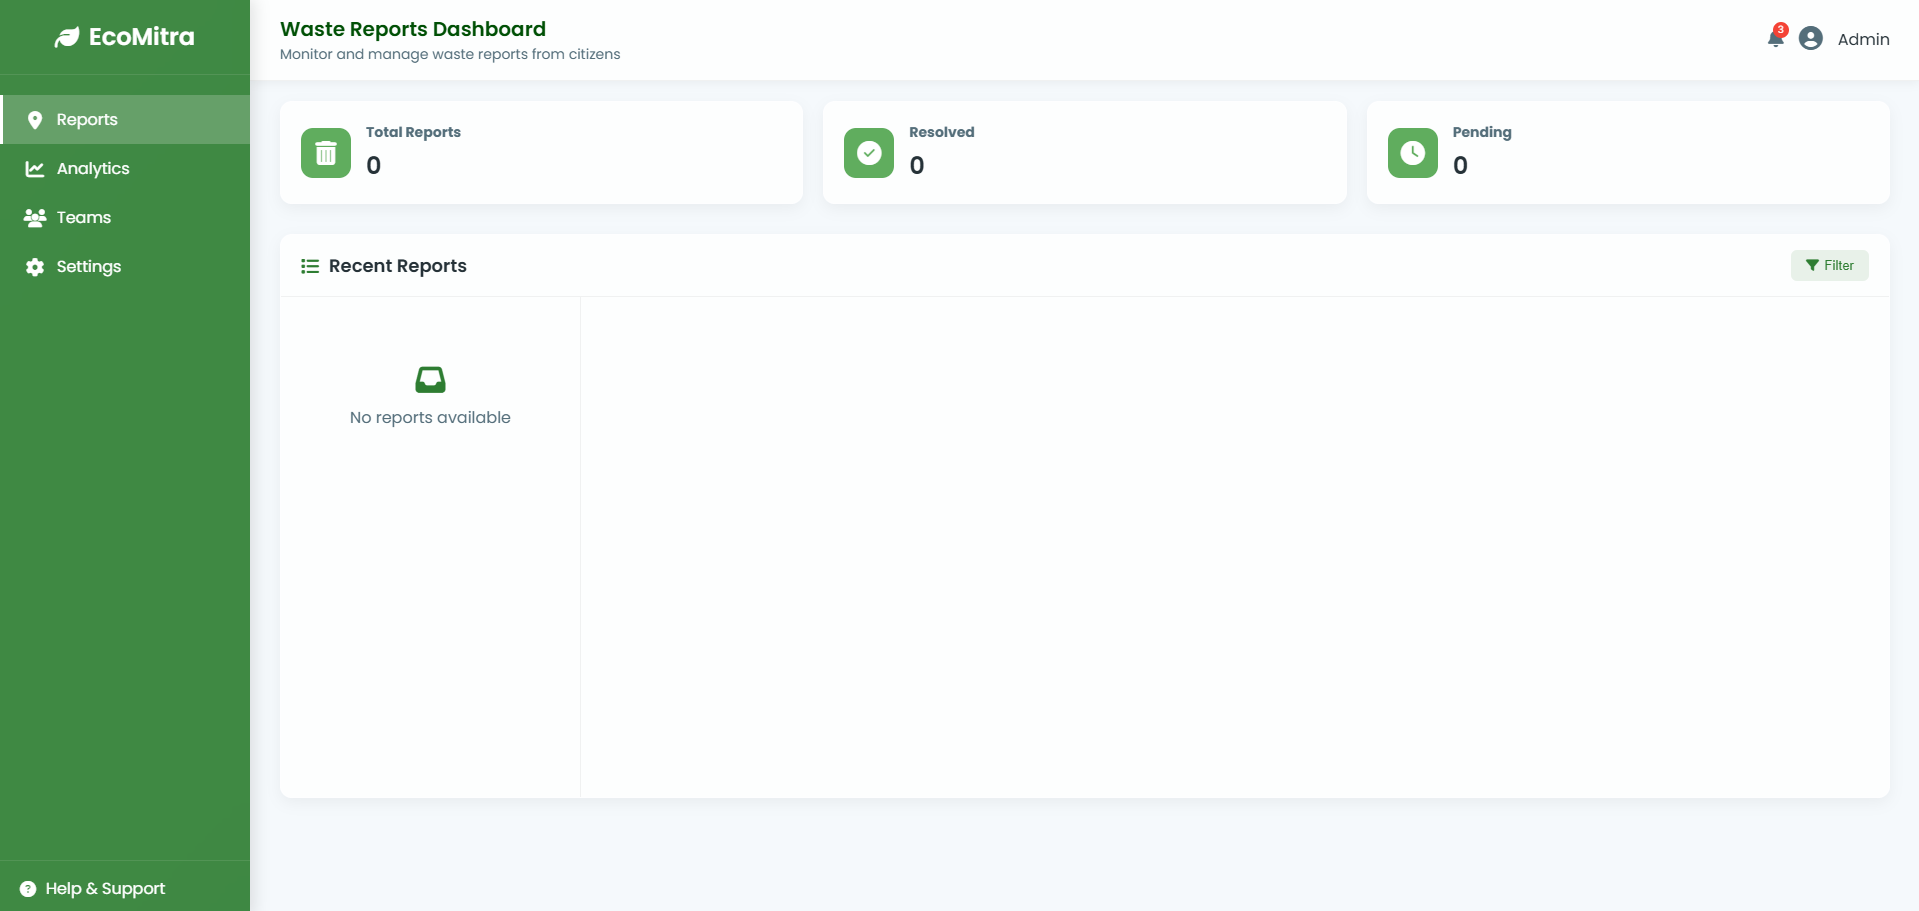 EcoMitra
Reports
Analytics
Teams
Settings
Help & Support
Waste Reports Dashboard
Monitor and manage waste reports from citizens
3
Admin
Total Reports
0
Resolved
0
Pending
0
Recent Reports
Filter
No reports available